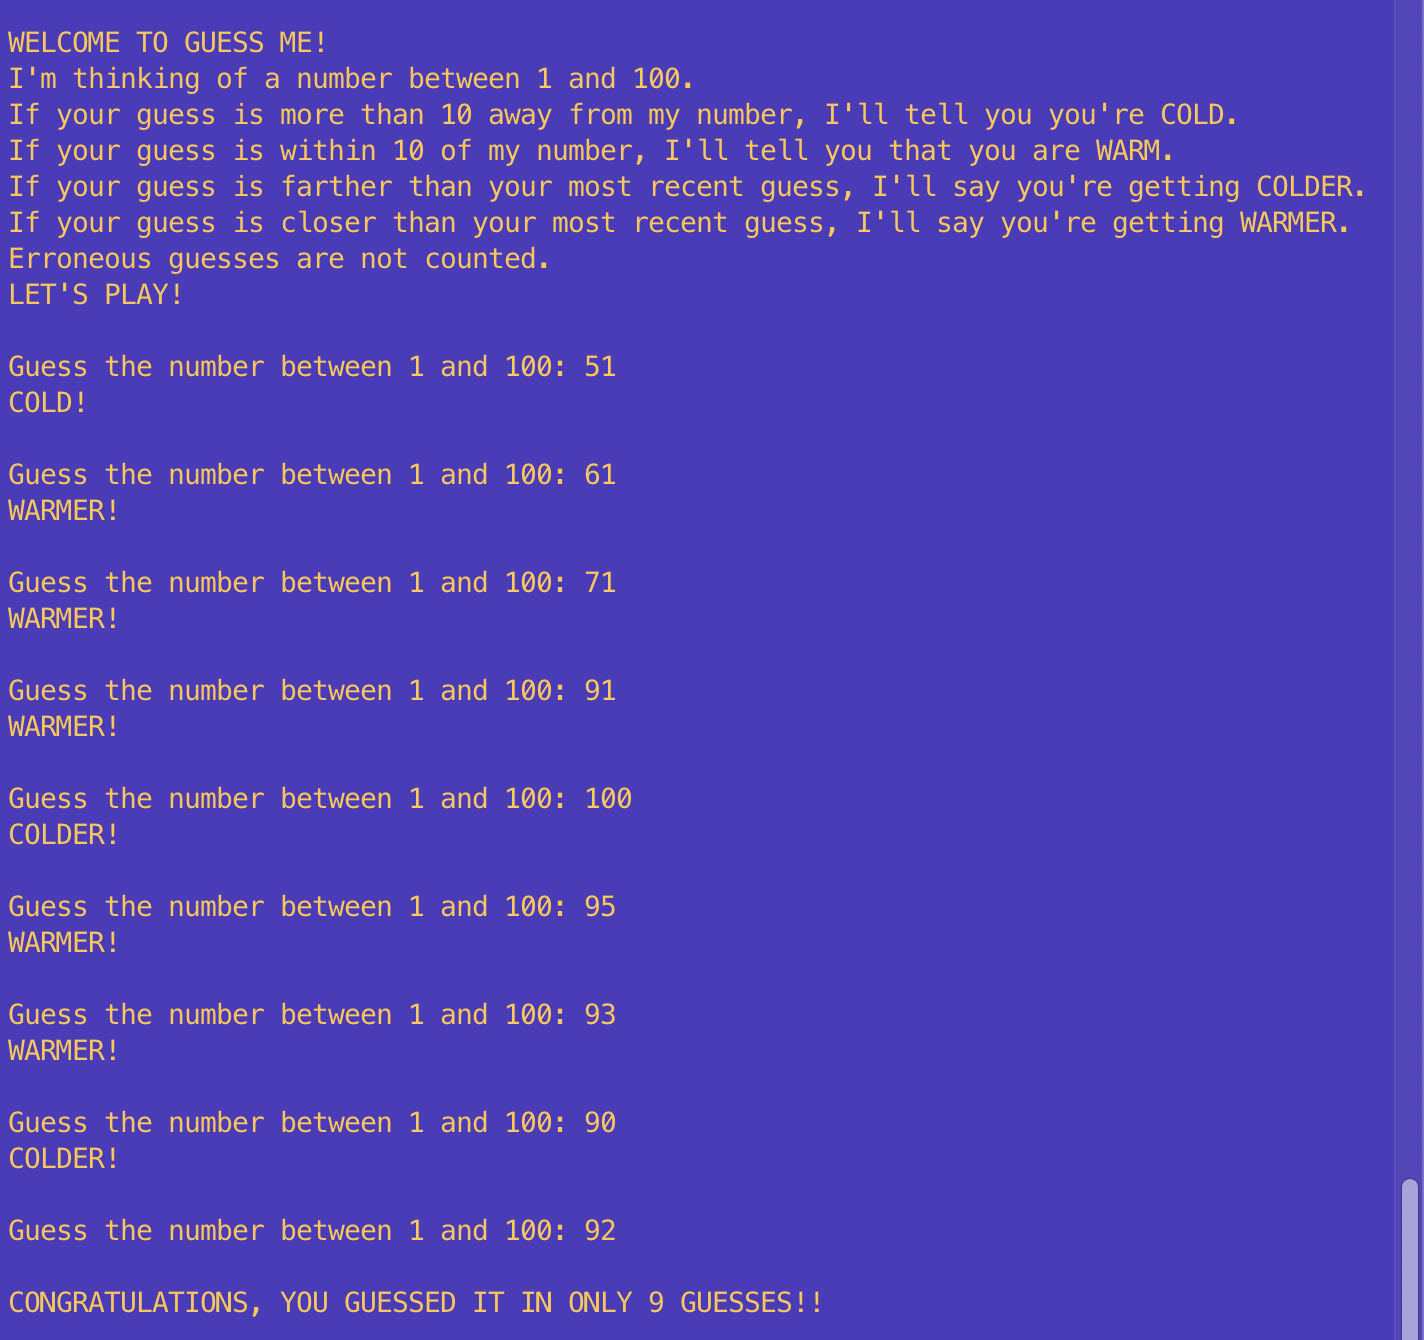 WELCOME TO GUESS ME!
I'm thinking of a number between 1 and 100.
If your guess is more than 10 away from my number, I'll tell you you're COLD.
If your guess is within 10 of my number, I'll tell you that you are WARM.
If your guess is farther than your most recent guess, I'll say you're getting COLDER.
If your guess is closer than your most recent guess, I'll say you're getting WARMER.
Erroneous guesses are not counted.
LET'S PLAY!
Guess the number between 1 and 100: 51
COLD!
Guess the number between 1 and 100: 61
WARMER!
Guess the number between 1 and 100: 71
WARMER!
Guess the number between 1 and 100: 91
WARMER!
Guess the number between 1 and 100: 100
COLDER!
Guess the number between 1 and 100: 95
WARMER!
Guess the number between 1 and 100: 93
WARMER!
Guess the number between 1 and 100: 90
COLDER!
Guess the number between 1 and 100: 92
CONGRATULATIONS, YOU GUESSED IT IN ONLY 9 GUESSES!!